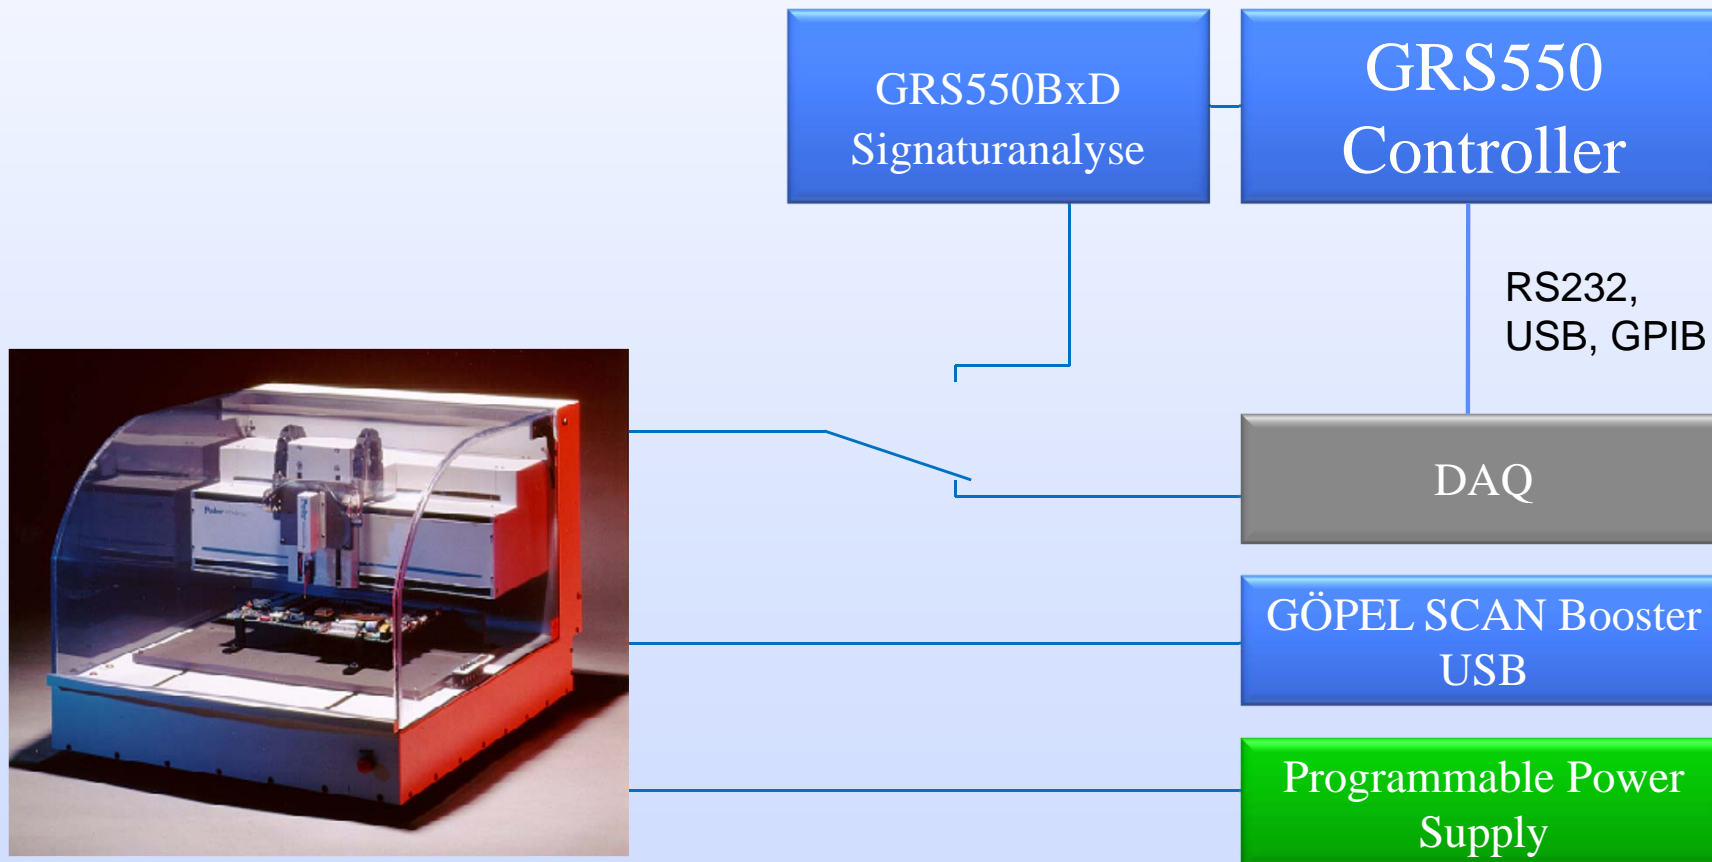 GRS550BxD
Signaturanalyse
GRS550
Controller
RS232,
USB, GPIB
DAQ
GÖPEL SCAN Booster
USB
Programmable Power
Supply